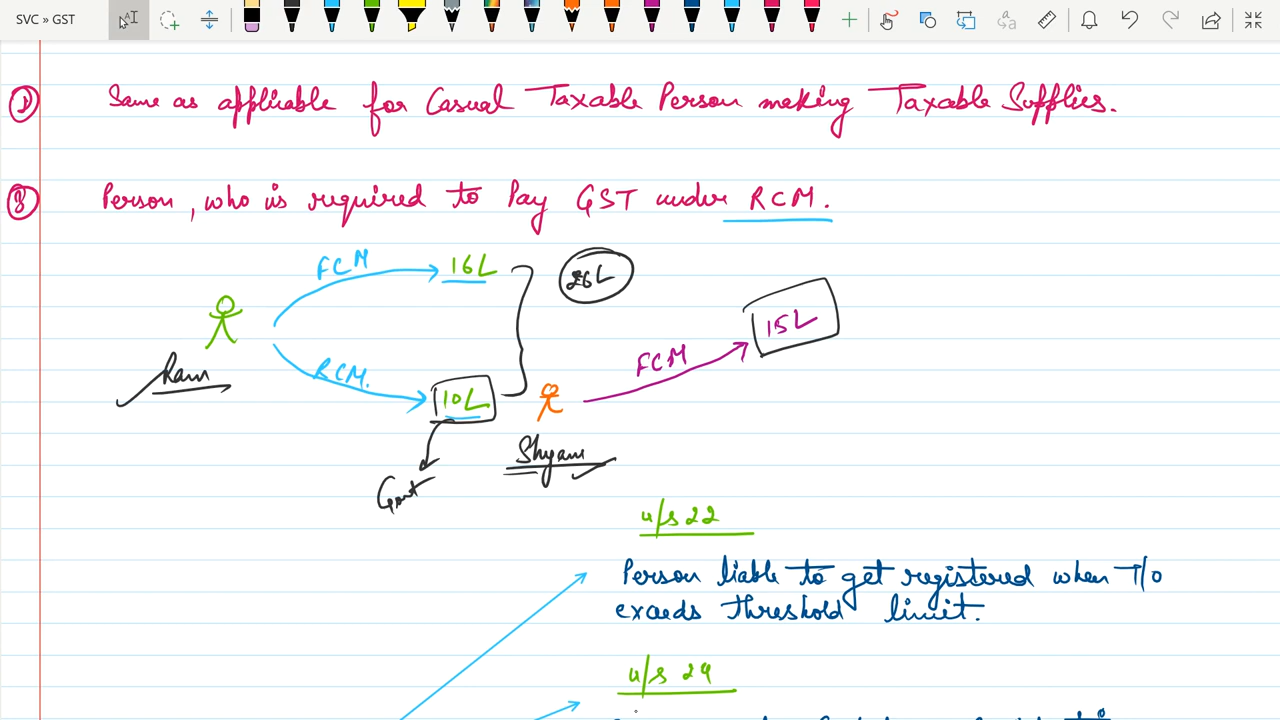 SVC » GST
① Same as applicable for Casual Taxable Person making Taxable Supplies.
⑧ Person, who is required to Pay GST under RCM.
FCM
16L
26L
15L
FCM
Ram
RCM.
10L
Shyam
Govt
u/s 22
Person liable to get registered when T/O
exceeds threshold limit.
u/s 24